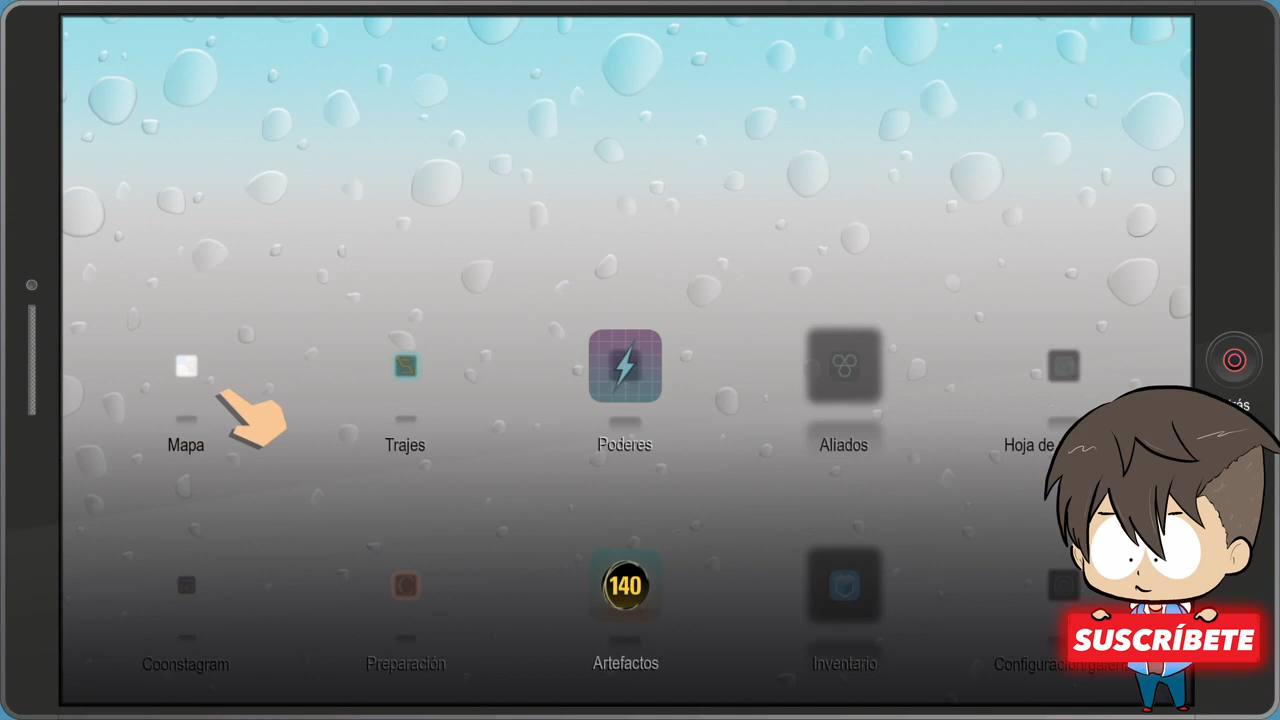 Mapa
Trajes
Poderes
Aliados
Hoja de
140
Coonstagram
Preparación
Artefactos
Inventario
SUSCRÍBETE